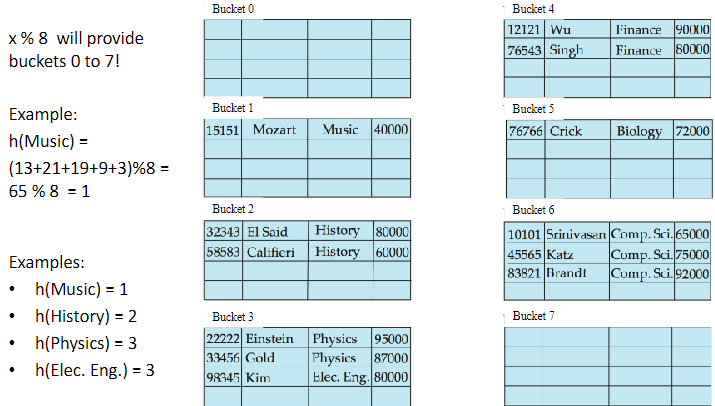 x % 8 will provide
buckets 0 to 7!
Example:
h(Music) =
(13+21+19+9+3)%8 =
65 % 8 = 1
Examples:
• h(Music) = 1
• h(History) = 2
• h(Physics) = 3
• h(Elec. Eng.) = 3
Bucket 0
Bucket 1
15151 Mozart Music 40000
Bucket 2
32343 El Said History 80000
58583 Califieri History 60000
Bucket 3
22222 Einstein Physics 95000
33456 Gold Physics 87000
98345 Kim Elec. Eng. 80000
Bucket 4
12121 Wu Finance 90000
76543 Singh Finance 80000
Bucket 5
76766 Crick Biology 72000
Bucket 6
10101 Srinivasan Comp. Sci. 65000
45565 Katz Comp. Sci. 75000
83821 Brandt Comp. Sci. 92000
Bucket 7